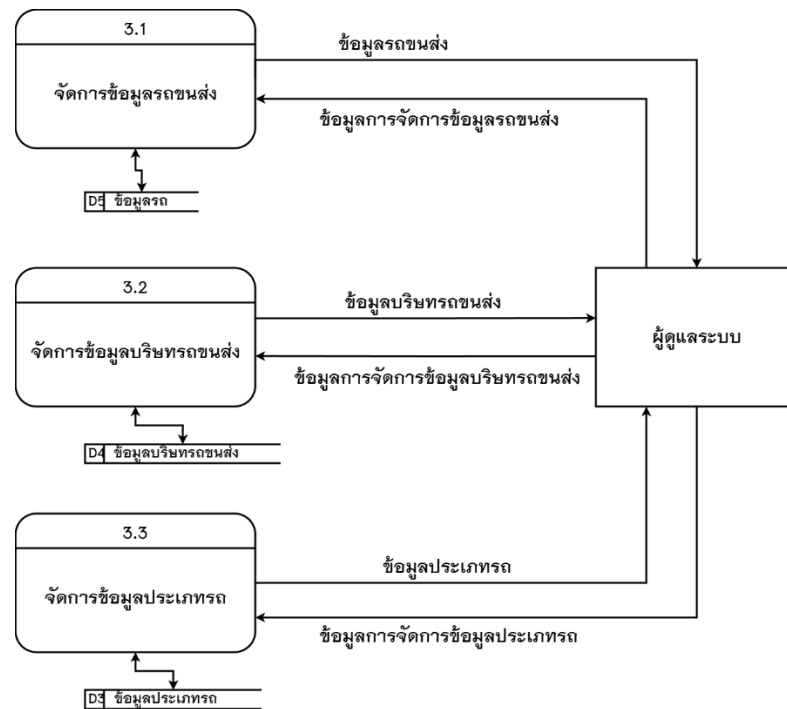 3.1
จัดการข้อมูลรถขนส่ง
ข้อมูลรถขนส่ง
ข้อมูลการจัดการข้อมูลรถขนส่ง
D5 ข้อมูลรถ
3.2
จัดการข้อมูลบริษทรถขนส่ง
ข้อมูลบริษทรถขนส่ง
ข้อมูลการจัดการข้อมูลบริษทรถขนส่ง
ผู้ดูแลระบบ
D4 ข้อมูลบริษทรถขนส่ง
3.3
จัดการข้อมูลประเภทรถ
ข้อมูลประเภทรถ
ข้อมูลการจัดการข้อมูลประเภทรถ
D3 ข้อมูลประเภทรถ